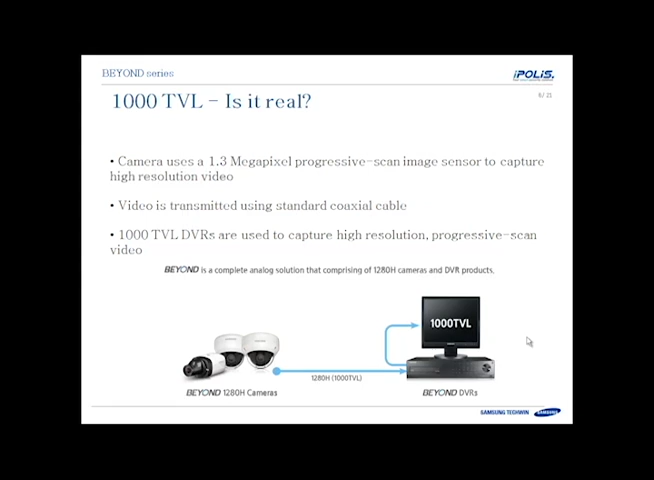 BEYOND series
iPOLiS.
1000 TVL - Is it real?
6/ 21
• Camera uses a 1.3 Megapixel progressive-scan image sensor to capture
high resolution video
• Video is transmitted using standard coaxial cable
• 1000 TVL DVRs are used to capture high resolution, progressive-scan
video
BEYOND is a complete analog solution that comprising of 1280H cameras and DVR products.
1000TVL
1280H (1000TVL)
BEYOND 1280H Cameras
BEYOND DVRs
SAMSUNG TECHWIN
SAMSUNG